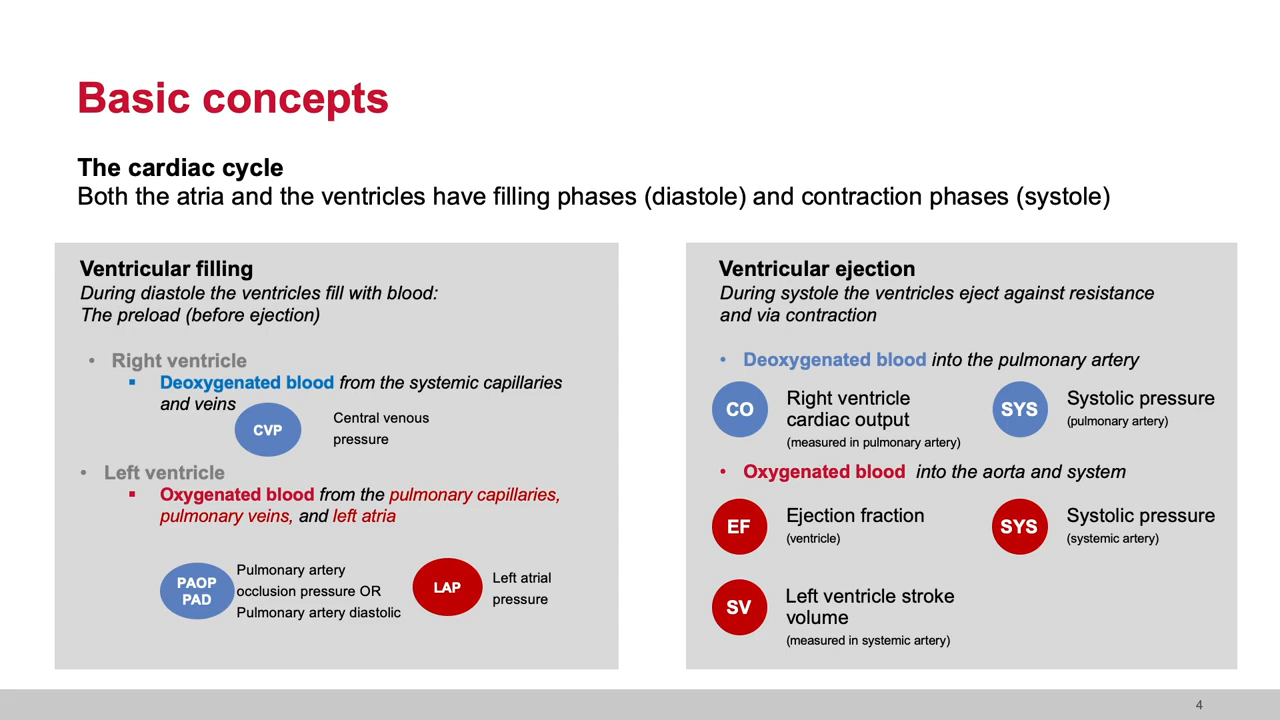 Basic concepts
The cardiac cycle
Both the atria and the ventricles have filling phases (diastole) and contraction phases (systole)
Ventricular filling
During diastole the ventricles fill with blood:
The preload (before ejection)
• Right ventricle
▪ Deoxygenated blood from the systemic capillaries
and veins
CVP
Central venous
pressure
• Left ventricle
▪ Oxygenated blood from the pulmonary capillaries,
pulmonary veins, and left atria
PAOP
PAD
Pulmonary artery
occlusion pressure OR
Pulmonary artery diastolic
LAP
Left atrial
pressure
Ventricular ejection
During systole the ventricles eject against resistance
and via contraction
• Deoxygenated blood into the pulmonary artery
CO
Right ventricle
cardiac output
(measured in pulmonary artery)
SYS
Systolic pressure
(pulmonary artery)
• Oxygenated blood into the aorta and system
EF
Ejection fraction
(ventricle)
SYS
Systolic pressure
(systemic artery)
SV
Left ventricle stroke
volume
(measured in systemic artery)
4